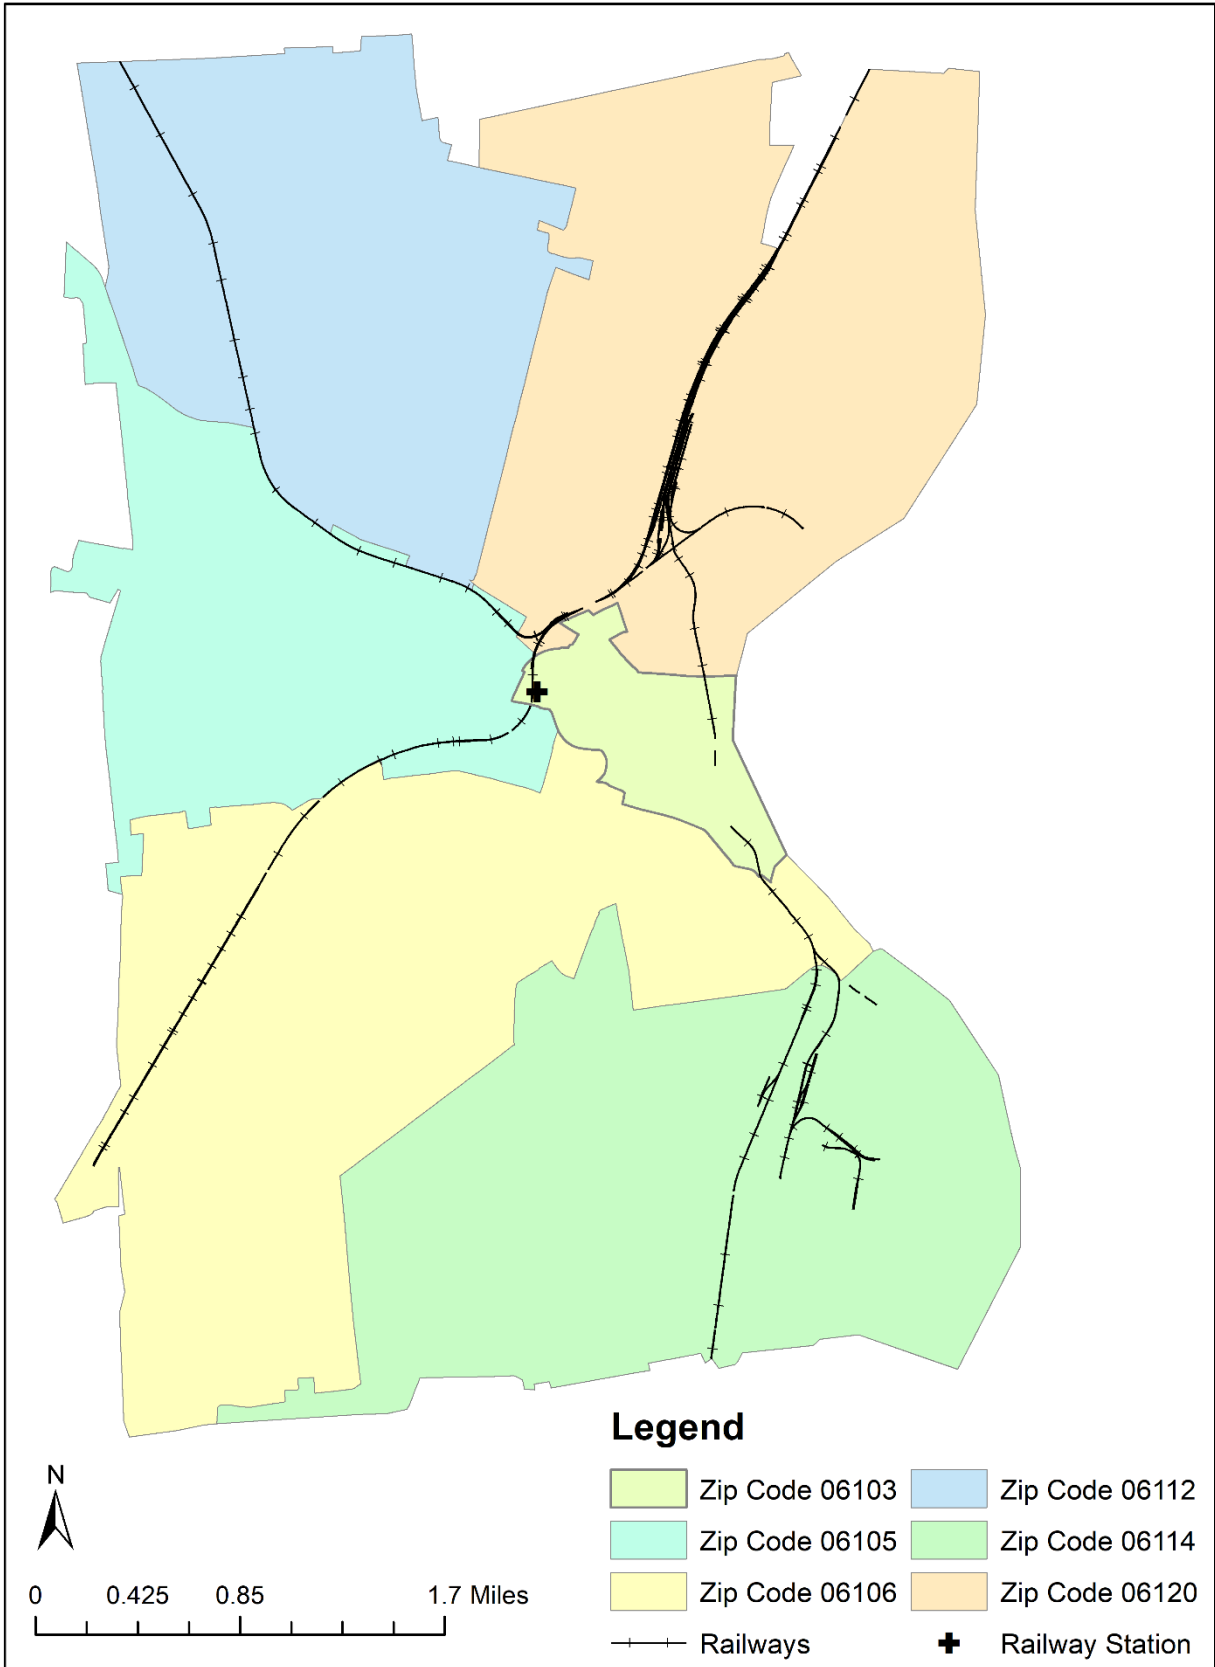 Legend
Zip Code 06103 Zip Code 06112
Zip Code 06105 Zip Code 06114
Zip Code 06106 Zip Code 06120
Railways Railway Station
N
0 0.425 0.85 1.7 Miles